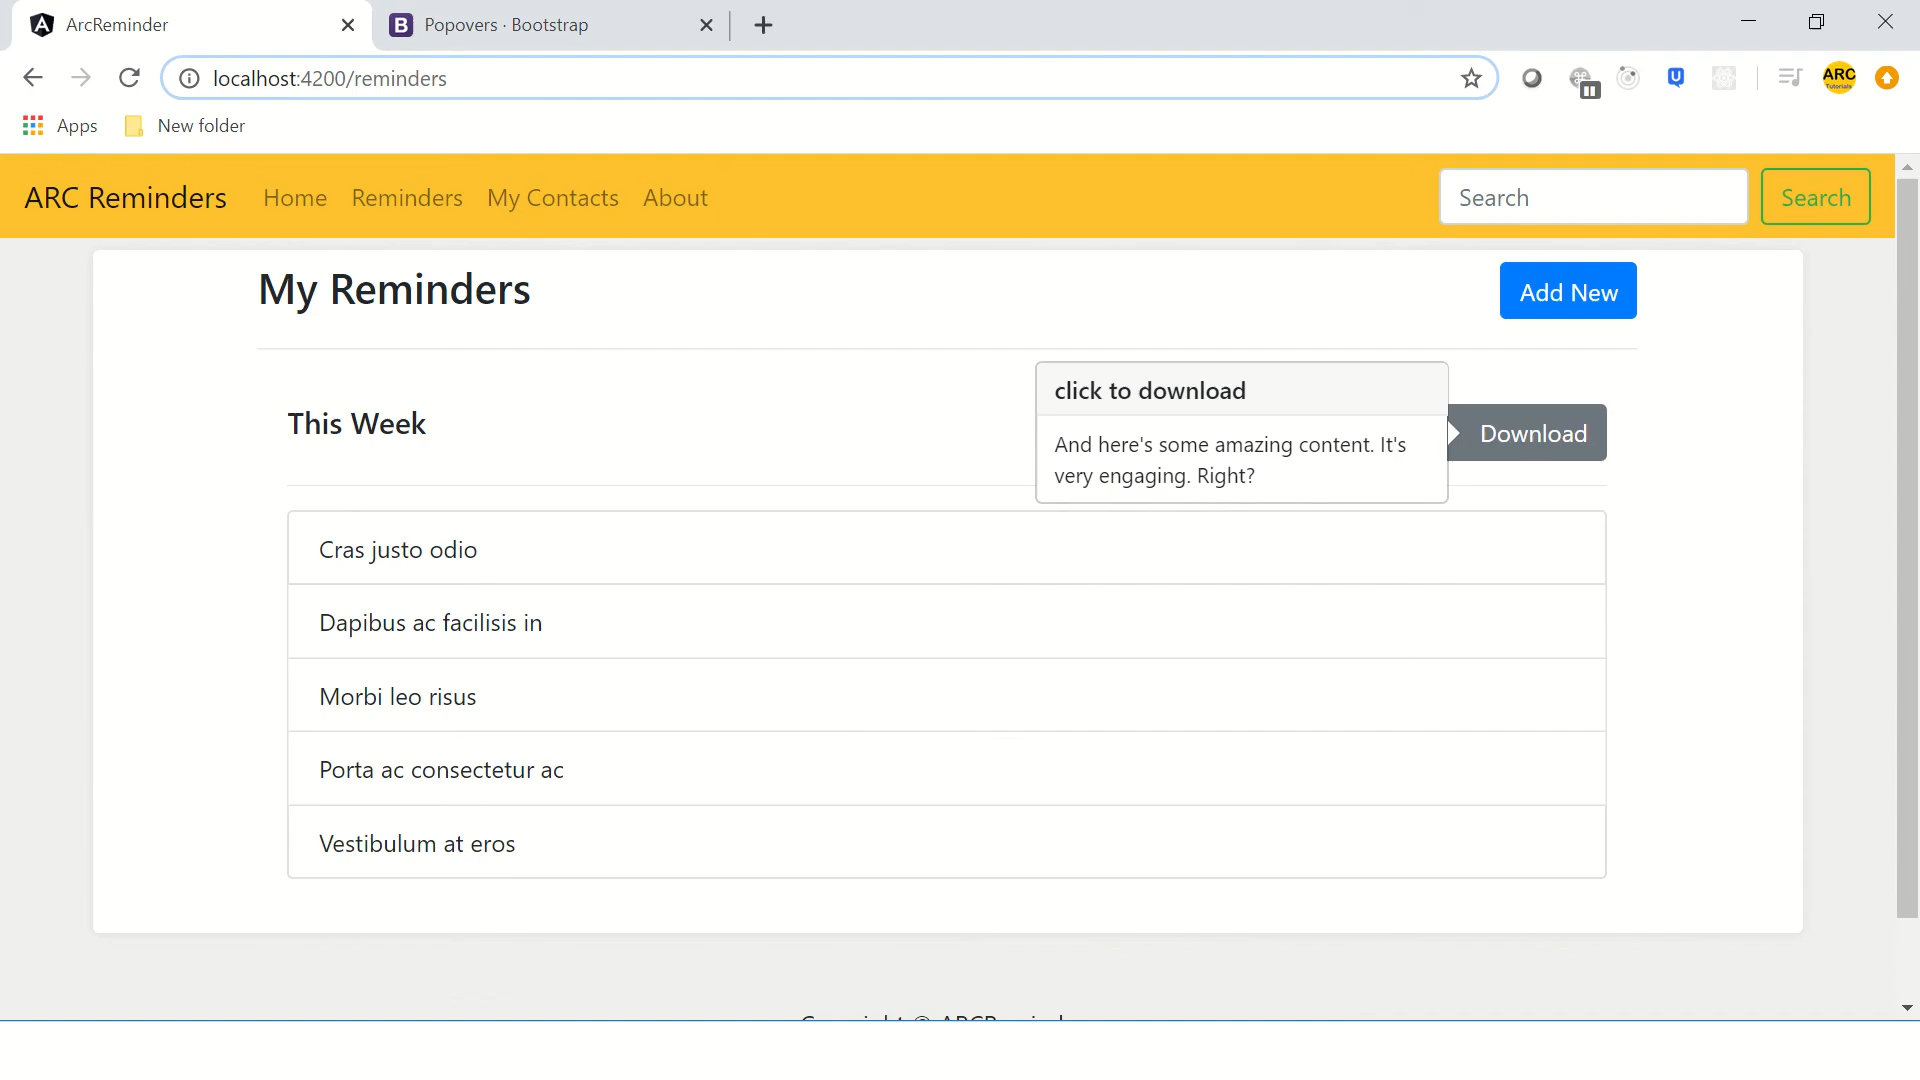 ArcReminder
Popovers · Bootstrap
localhost:4200/reminders
ARC
Tutorials
Apps
New folder
ARC Reminders Home Reminders My Contacts About Search Search
My Reminders
Add New
click to download
This Week
Download
And here's some amazing content. It's
very engaging. Right?
Cras justo odio
Dapibus ac facilisis in
Morbi leo risus
Porta ac consectetur ac
Vestibulum at eros